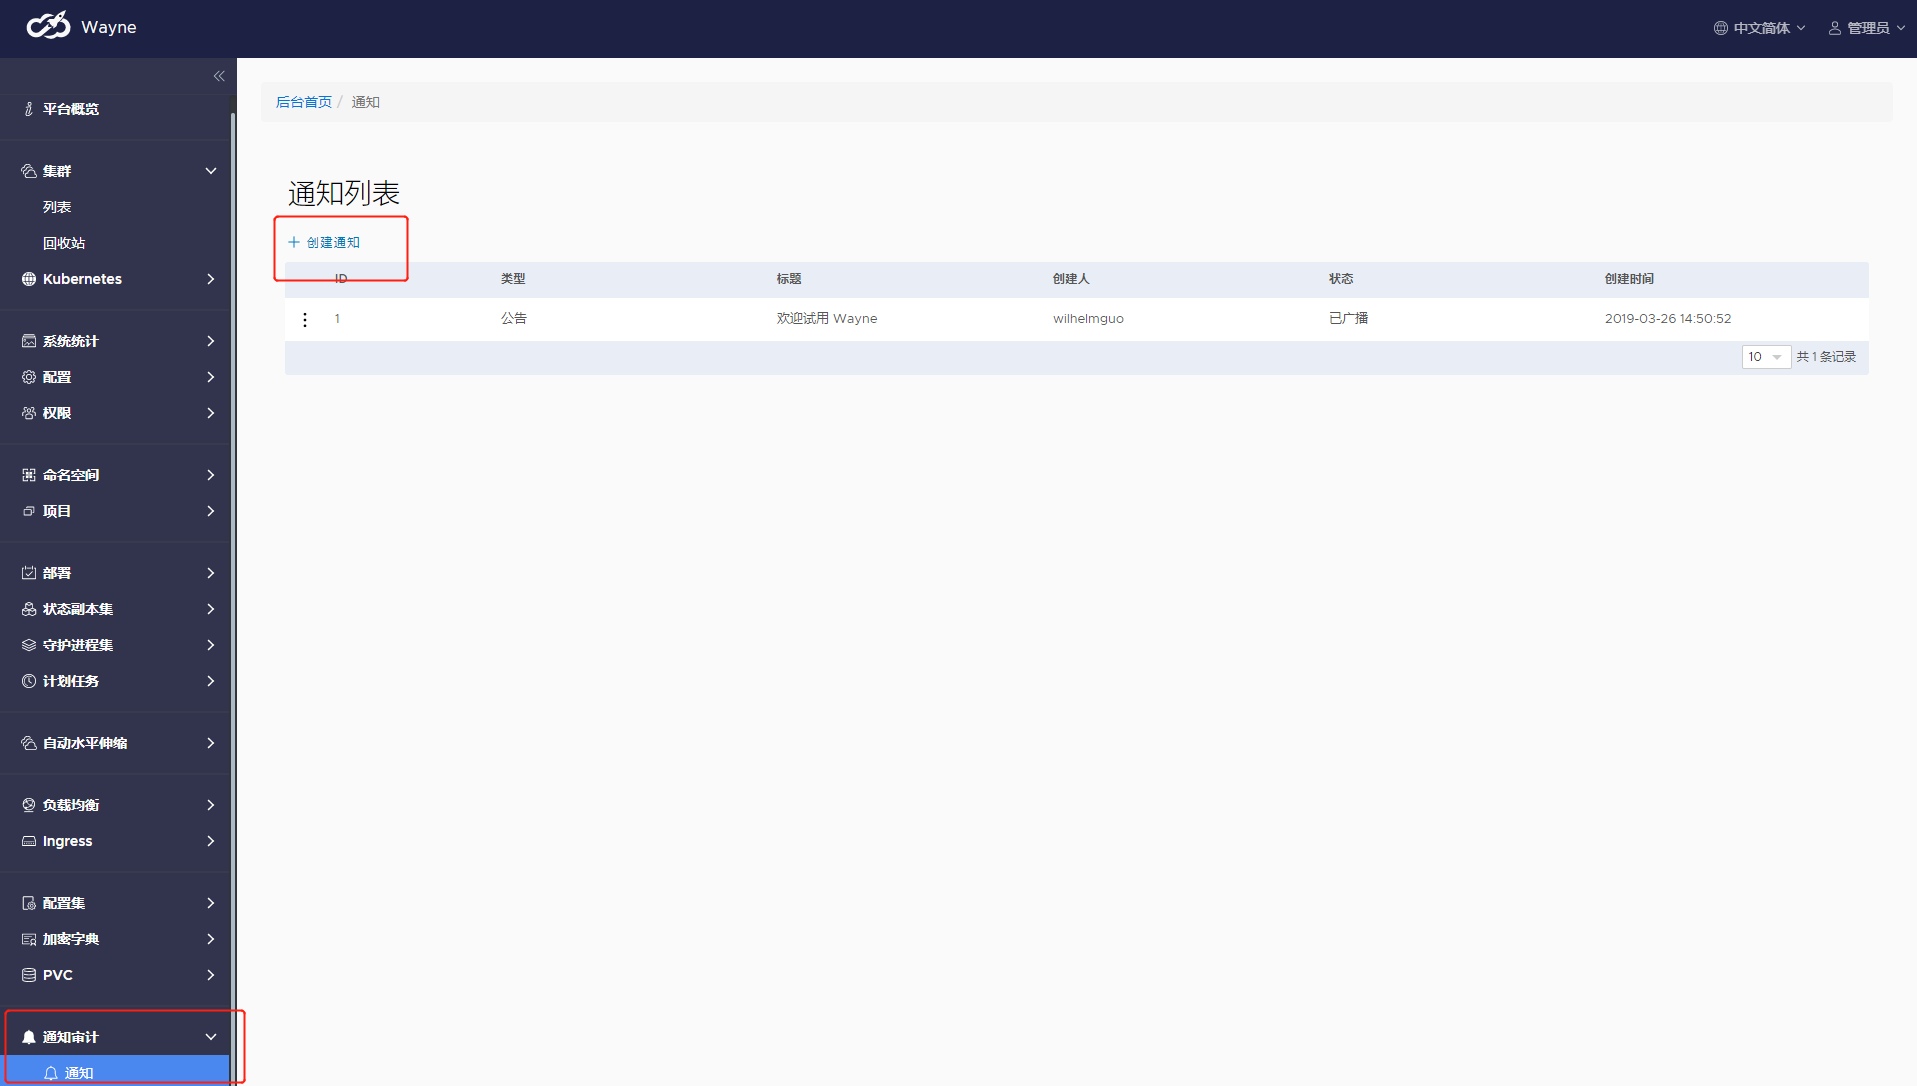 Wayne
中文简体
管理员
平台概览
集群
列表
回收站
Kubernetes
系统统计
配置
权限
命名空间
项目
部署
状态副本集
守护进程集
计划任务
自动水平伸缩
负载均衡
Ingress
配置集
加密字典
PVC
通知审计
通知
后台首页 / 通知
通知列表
+ 创建通知
ID 类型 标题 创建人 状态 创建时间
1 公告 欢迎试用 Wayne wilhelmguo 已广播 2019-03-26 14:50:52
10 共 1 条记录